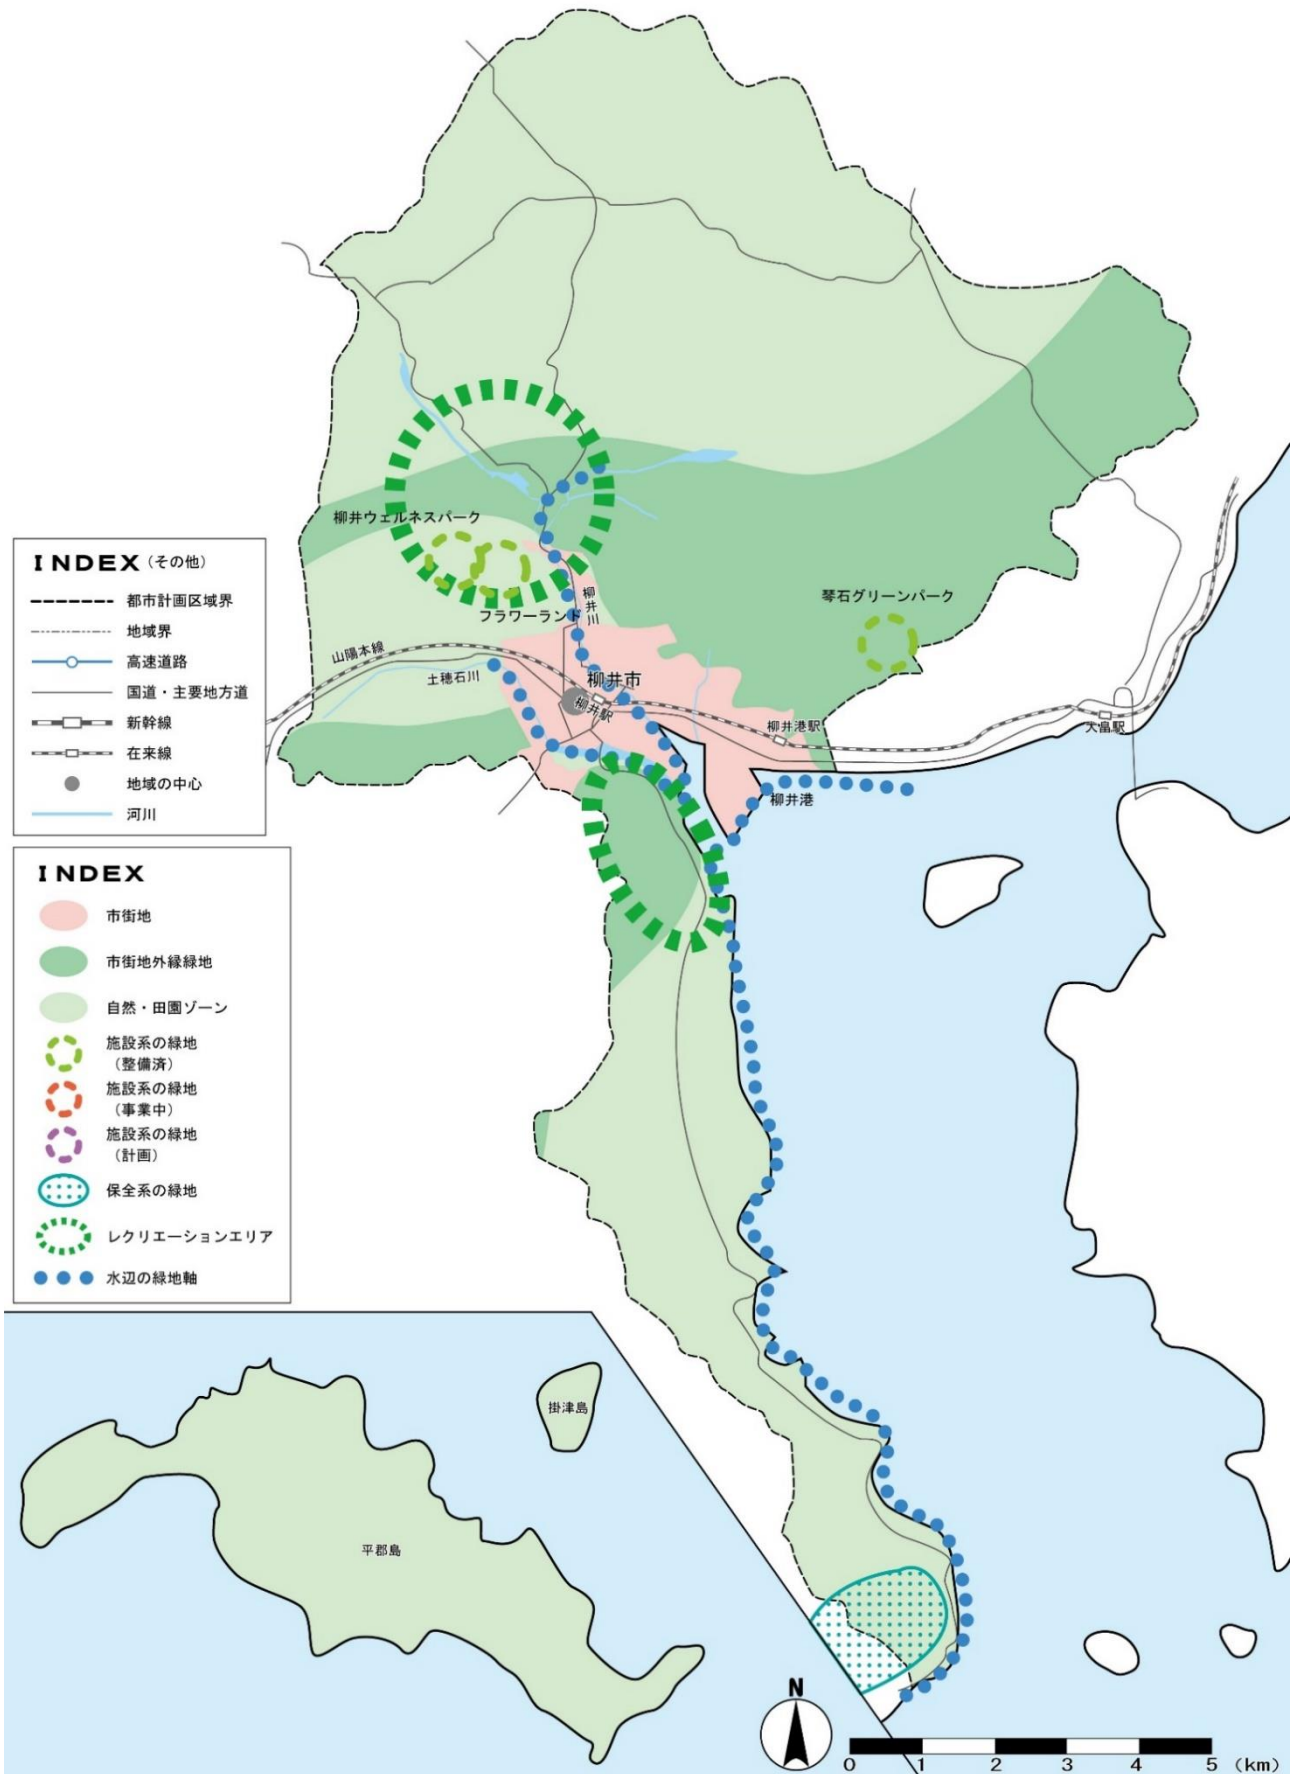 柳井ウェルネスパーク
フラワーランド
柳井川
琴石グリーンパーク
山陽本線
土穂石川
柳井市
柳井駅
柳井港駅
大畠駅
柳井港
INDEX（その他）
都市計画区域界
地域界
高速道路
国道・主要地方道
新幹線
在来線
地域の中心
河川
INDEX
市街地
市街地外縁緑地
自然・田園ゾーン
施設系の緑地
（整備済）
施設系の緑地
（事業中）
施設系の緑地
（計画）
保全系の緑地
レクリエーションエリア
水辺の緑地軸
掛津島
平郡島
N
0 1 2 3 4 5 (km)